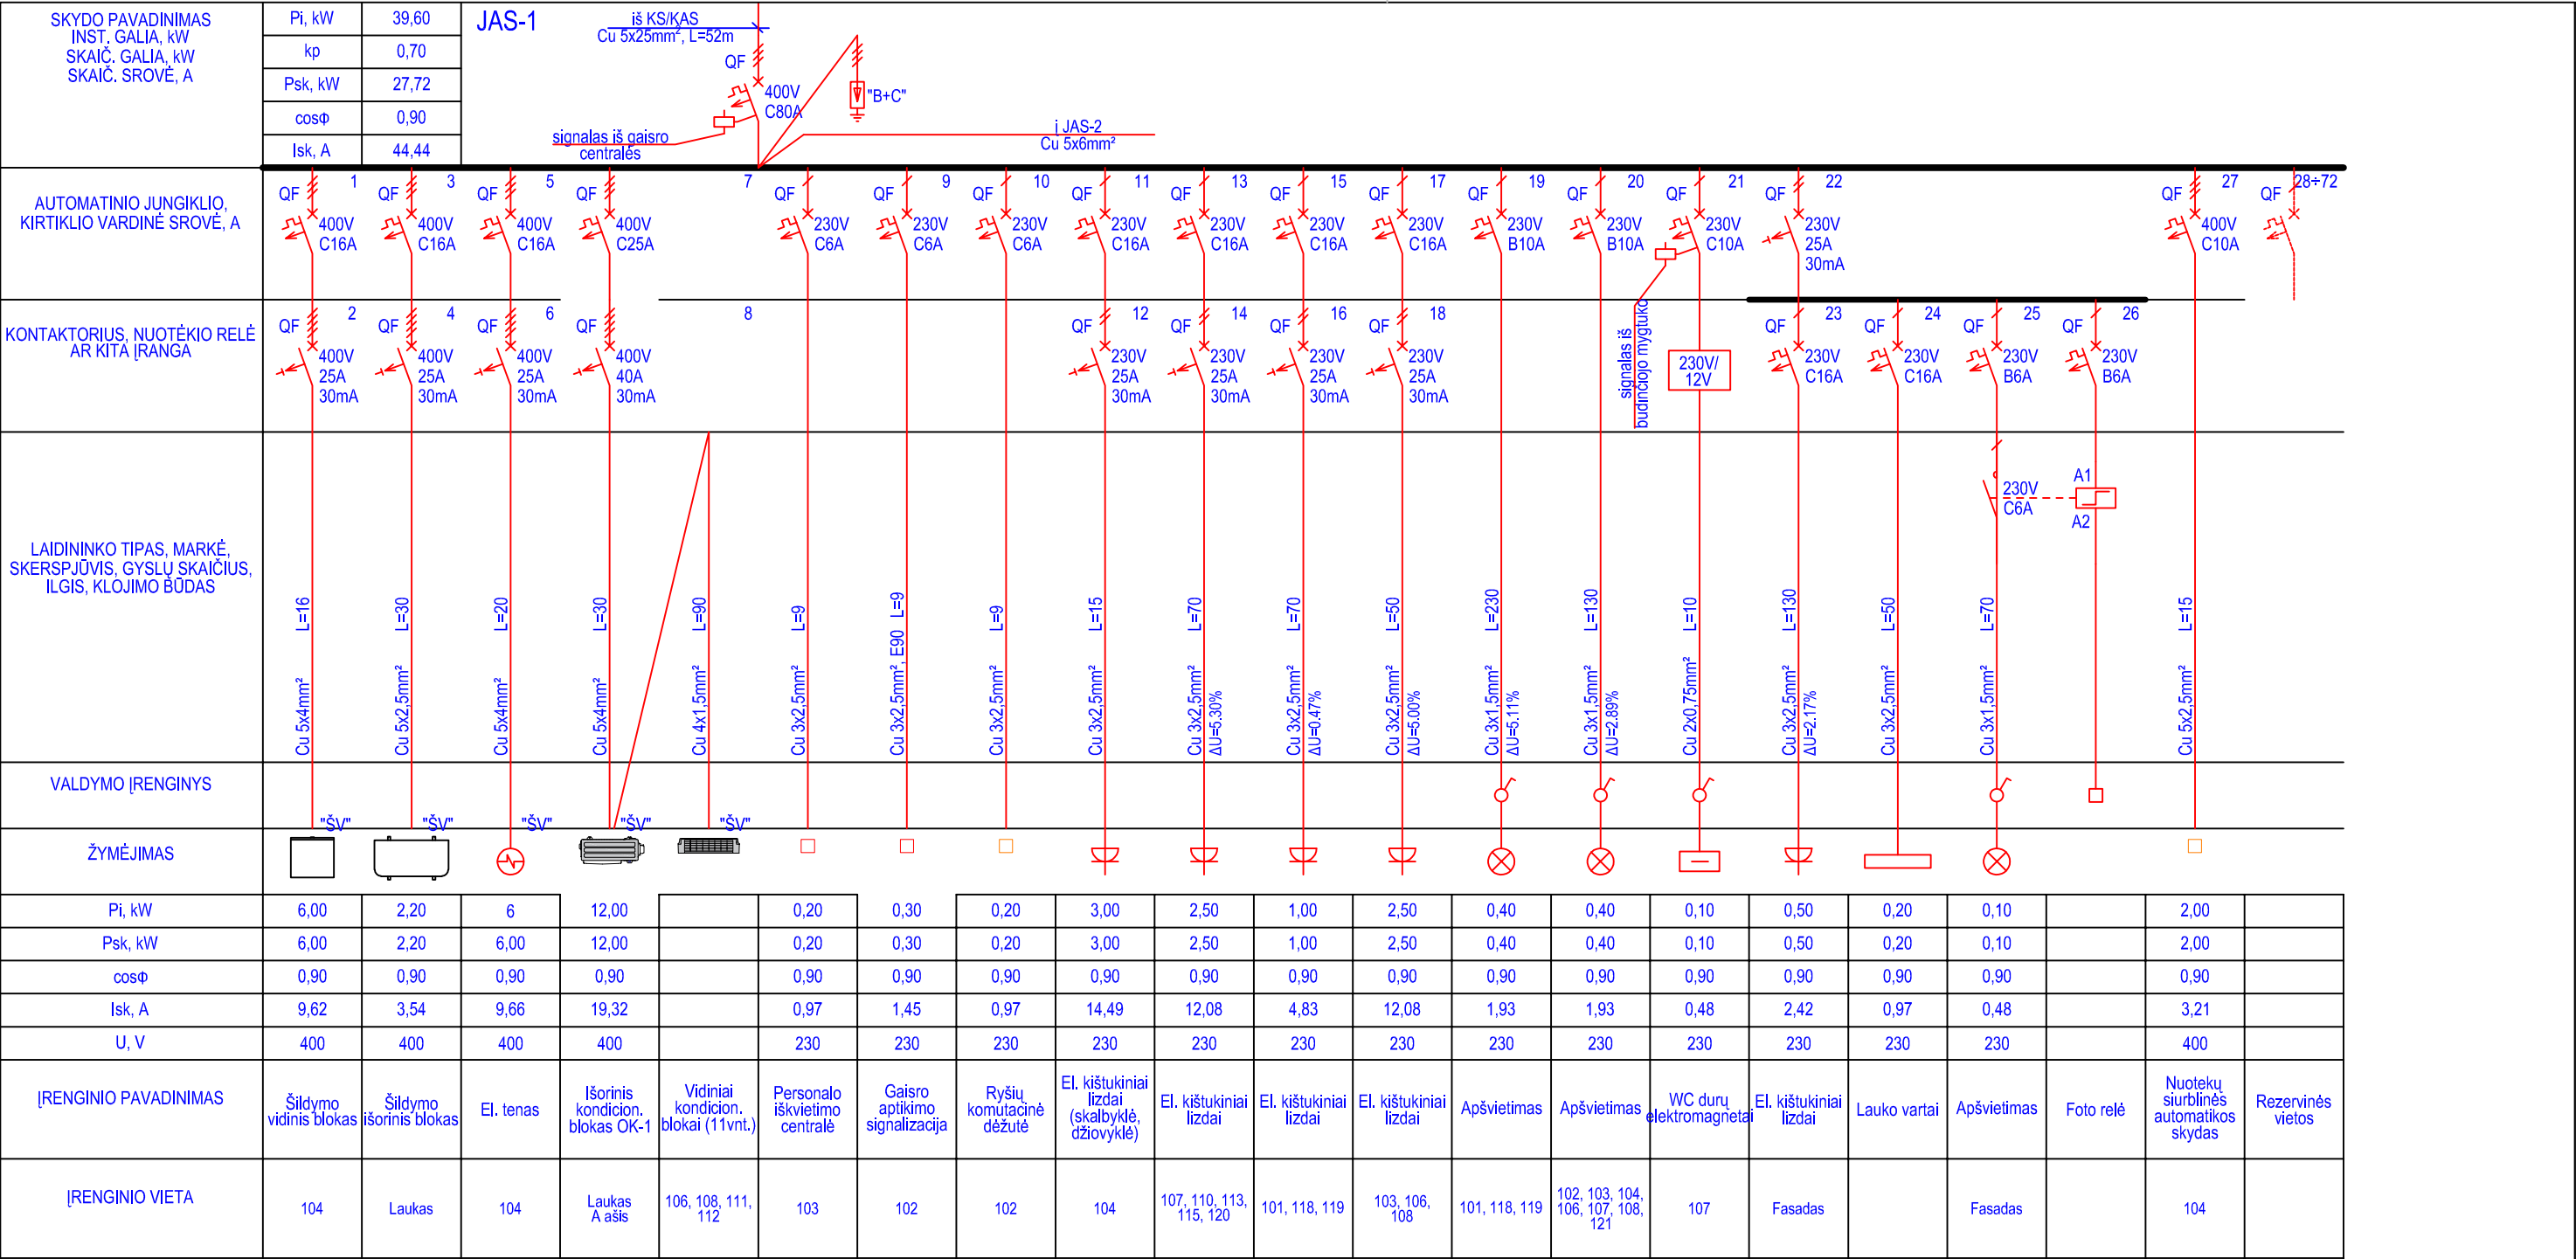 SKYDO PAVADINIMAS
INST. GALIA, kW
SKAIČ. GALIA, kW
SKAIČ. SROVĖ, A
Pi, kW 39,60
kp 0,70
Psk, kW 27,72
cosΦ 0,90
Isk, A 44,44
JAS-1
iš KS/KAS
Cu 5x25mm², L=52m
QF
400V
C80A
"B+C"
signalas iš gaisro
centralės
į JAS-2
Cu 5x6mm²
AUTOMATINIO JUNGIKLIO,
KIRTIKLIO VARDINĖ SROVĖ, A
QF 1 QF 3 QF 5 QF 7 QF 9 QF 10 QF 11 QF 13 QF 15 QF 17 QF 19 QF 20 QF 21 QF 22 QF 27 QF 28÷72
400V 400V 400V 400V 230V 230V 230V 230V 230V 230V 230V 230V 230V 230V 230V 400V
C16A C16A C16A C25A C6A C6A C6A C16A C16A C16A C16A B10A B10A C10A 25A C10A
30mA
KONTAKTORIUS, NUOTĖKIO RELĖ
AR KITA ĮRANGA
QF 2 QF 4 QF 6 QF 8 QF 12 QF 14 QF 16 QF 18 QF 23 QF 24 QF 25 QF 26
400V 400V 400V 400V 230V 230V 230V 230V 230V 230V 230V 230V
25A 25A 25A 40A 25A 25A 25A 25A C16A C16A B6A B6A
30mA 30mA 30mA 30mA 30mA 30mA 30mA 30mA
signalas iš
budinčiojo mygtuko
230V/
12V
LAIDININKO TIPAS, MARKĖ,
SKERSPJŪVIS, GYSLŲ SKAIČIUS,
ILGIS, KLOJIMO BŪDAS
230V
C6A
A1
A2
Cu 5x4mm² L=16
Cu 5x2,5mm² L=30
Cu 5x4mm² L=20
Cu 5x4mm² L=30
Cu 4x1,5mm² L=90
Cu 3x2,5mm² L=9
Cu 3x2,5mm², E90 L=9
Cu 3x2,5mm² L=9
Cu 3x2,5mm² L=15
Cu 3x2,5mm² L=70
ΔU=5.30%
Cu 3x2,5mm² L=70
ΔU=0.47%
Cu 3x2,5mm² L=50
ΔU=5.00%
Cu 3x1,5mm² L=230
ΔU=5.11%
Cu 3x1,5mm² L=130
ΔU=2.89%
Cu 2x0,75mm² L=10
Cu 3x2,5mm² L=130
ΔU=2.17%
Cu 3x2,5mm² L=50
Cu 3x1,5mm² L=70
Cu 5x2,5mm² L=15
VALDYMO ĮRENGINYS
"ŠV" "ŠV" "ŠV" "ŠV" "ŠV"
ŽYMĖJIMAS
Pi, kW 6,00 2,20 6 12,00 0,20 0,30 0,20 3,00 2,50 1,00 2,50 0,40 0,40 0,10 0,50 0,20 0,10 2,00
Psk, kW 6,00 2,20 6,00 12,00 0,20 0,30 0,20 3,00 2,50 1,00 2,50 0,40 0,40 0,10 0,50 0,20 0,10 2,00
cosΦ 0,90 0,90 0,90 0,90 0,90 0,90 0,90 0,90 0,90 0,90 0,90 0,90 0,90 0,90 0,90 0,90 0,90 0,90
Isk, A 9,62 3,54 9,66 19,32 0,97 1,45 0,97 14,49 12,08 4,83 12,08 1,93 1,93 0,48 2,42 0,97 0,48 3,21
U, V 400 400 400 400 230 230 230 230 230 230 230 230 230 230 230 230 230 400
ĮRENGINIO PAVADINIMAS
Šildymo
vidinis blokas
Šildymo
išorinis blokas
El. tenas
Išorinis
kondicion.
blokas OK-1
Vidiniai
kondicion.
blokai (11vnt.)
Personalo
iškvietimo
centralė
Gaisro
aptikimo
signalizacija
Ryšių
komutacinė
dėžutė
El. kištukiniai
lizdai
(skalbyklė,
džiovyklė)
El. kištukiniai
lizdai
El. kištukiniai
lizdai
El. kištukiniai
lizdai
Apšvietimas
Apšvietimas
WC durų
elektromagnetai
El. kištukiniai
lizdai
Lauko vartai
Apšvietimas
Foto relė
Nuotekų
siurblinės
automatikos
skydas
Rezervinės
vietos
ĮRENGINIO VIETA
104
Laukas
104
Laukas
A ašis
106, 108, 111,
112
103
102
102
104
107, 110, 113,
115, 120
101, 118, 119
103, 106,
108
101, 118, 119
102, 103, 104,
106, 107, 108,
121
107
Fasadas
Fasadas
104